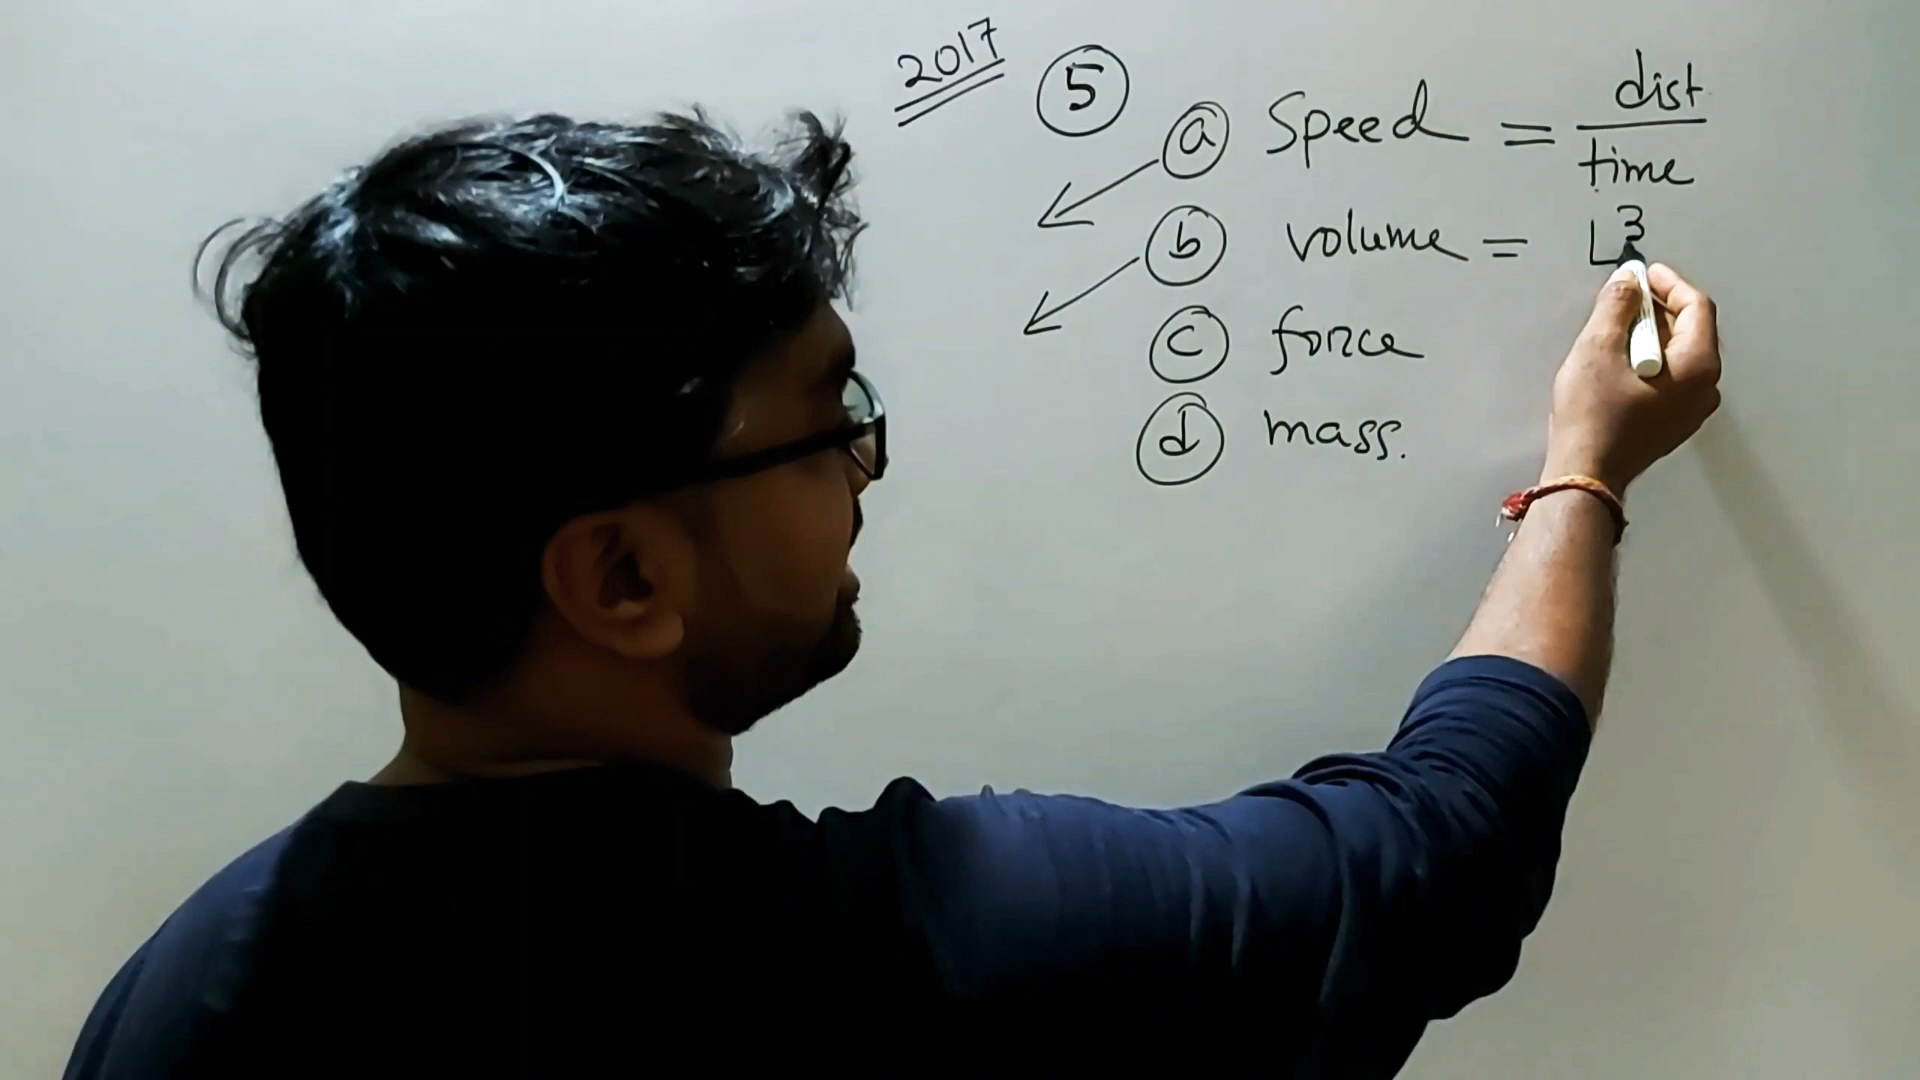 2017
5
a Speed = dist / time
b volume = L³
c force
d mass.